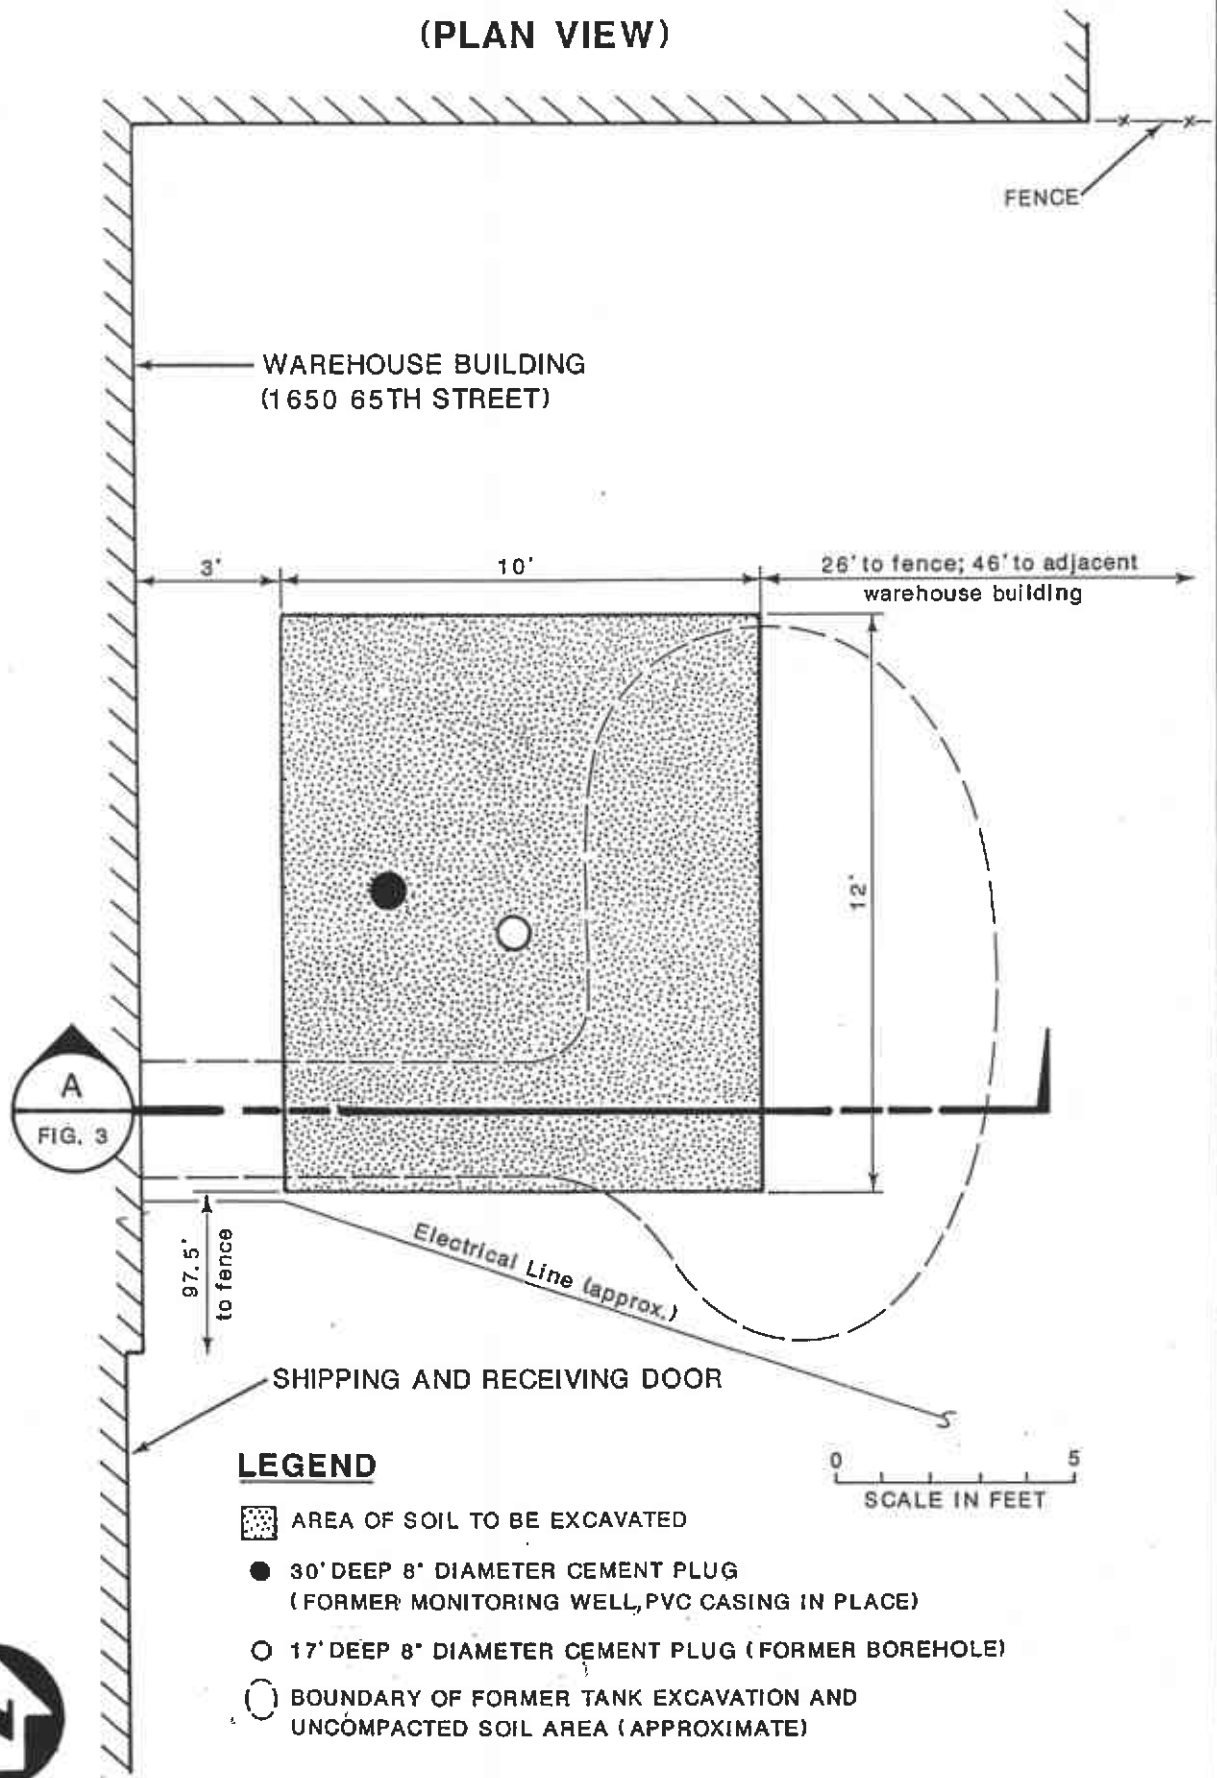 (PLAN VIEW)
FENCE
WAREHOUSE BUILDING
(1650 65TH STREET)
3'
10'
26' to fence; 46' to adjacent
warehouse building
12'
A
FIG. 3
97.5'
to fence
Electrical Line (approx.)
SHIPPING AND RECEIVING DOOR
LEGEND
0 5
SCALE IN FEET
AREA OF SOIL TO BE EXCAVATED
30' DEEP 8" DIAMETER CEMENT PLUG
(FORMER MONITORING WELL, PVC CASING IN PLACE)
17' DEEP 8" DIAMETER CEMENT PLUG (FORMER BOREHOLE)
BOUNDARY OF FORMER TANK EXCAVATION AND
UNCOMPACTED SOIL AREA (APPROXIMATE)